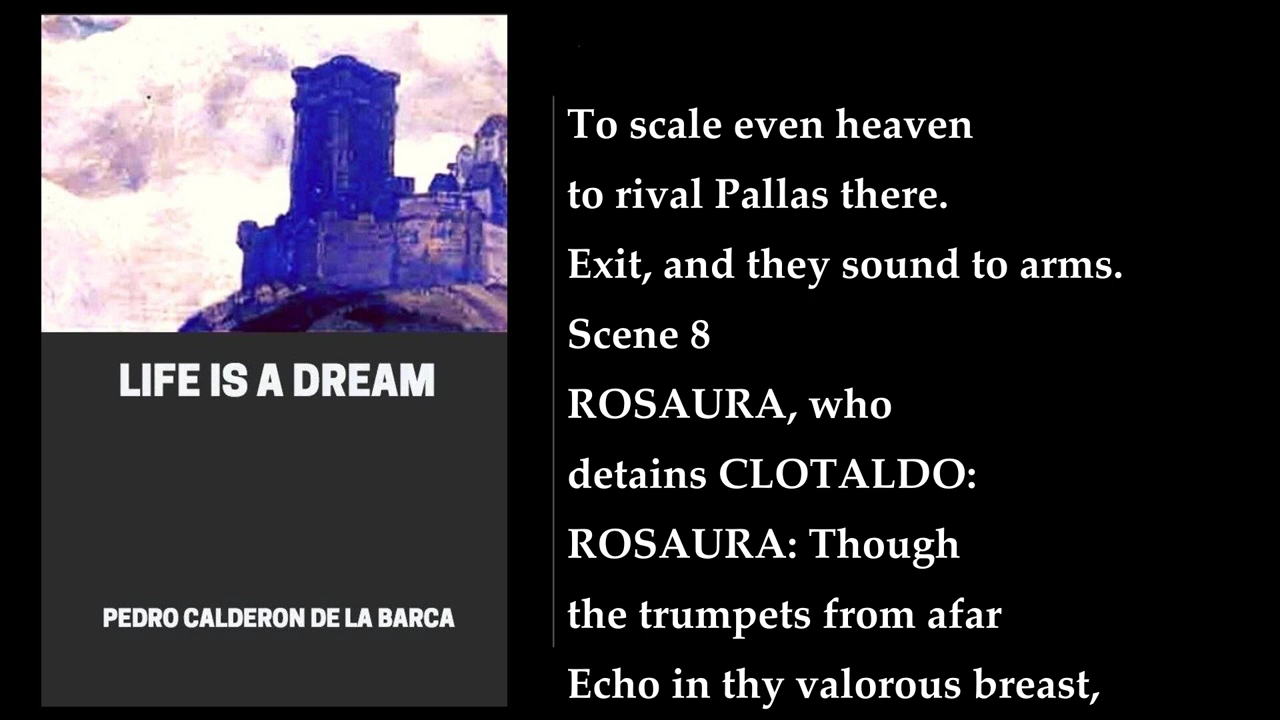 LIFE IS A DREAM
PEDRO CALDERON DE LA BARCA
To scale even heaven
to rival Pallas there.
Exit, and they sound to arms.
Scene 8
ROSAURA, who
detains CLOTALDO:
ROSAURA: Though
the trumpets from afar
Echo in thy valorous breast,